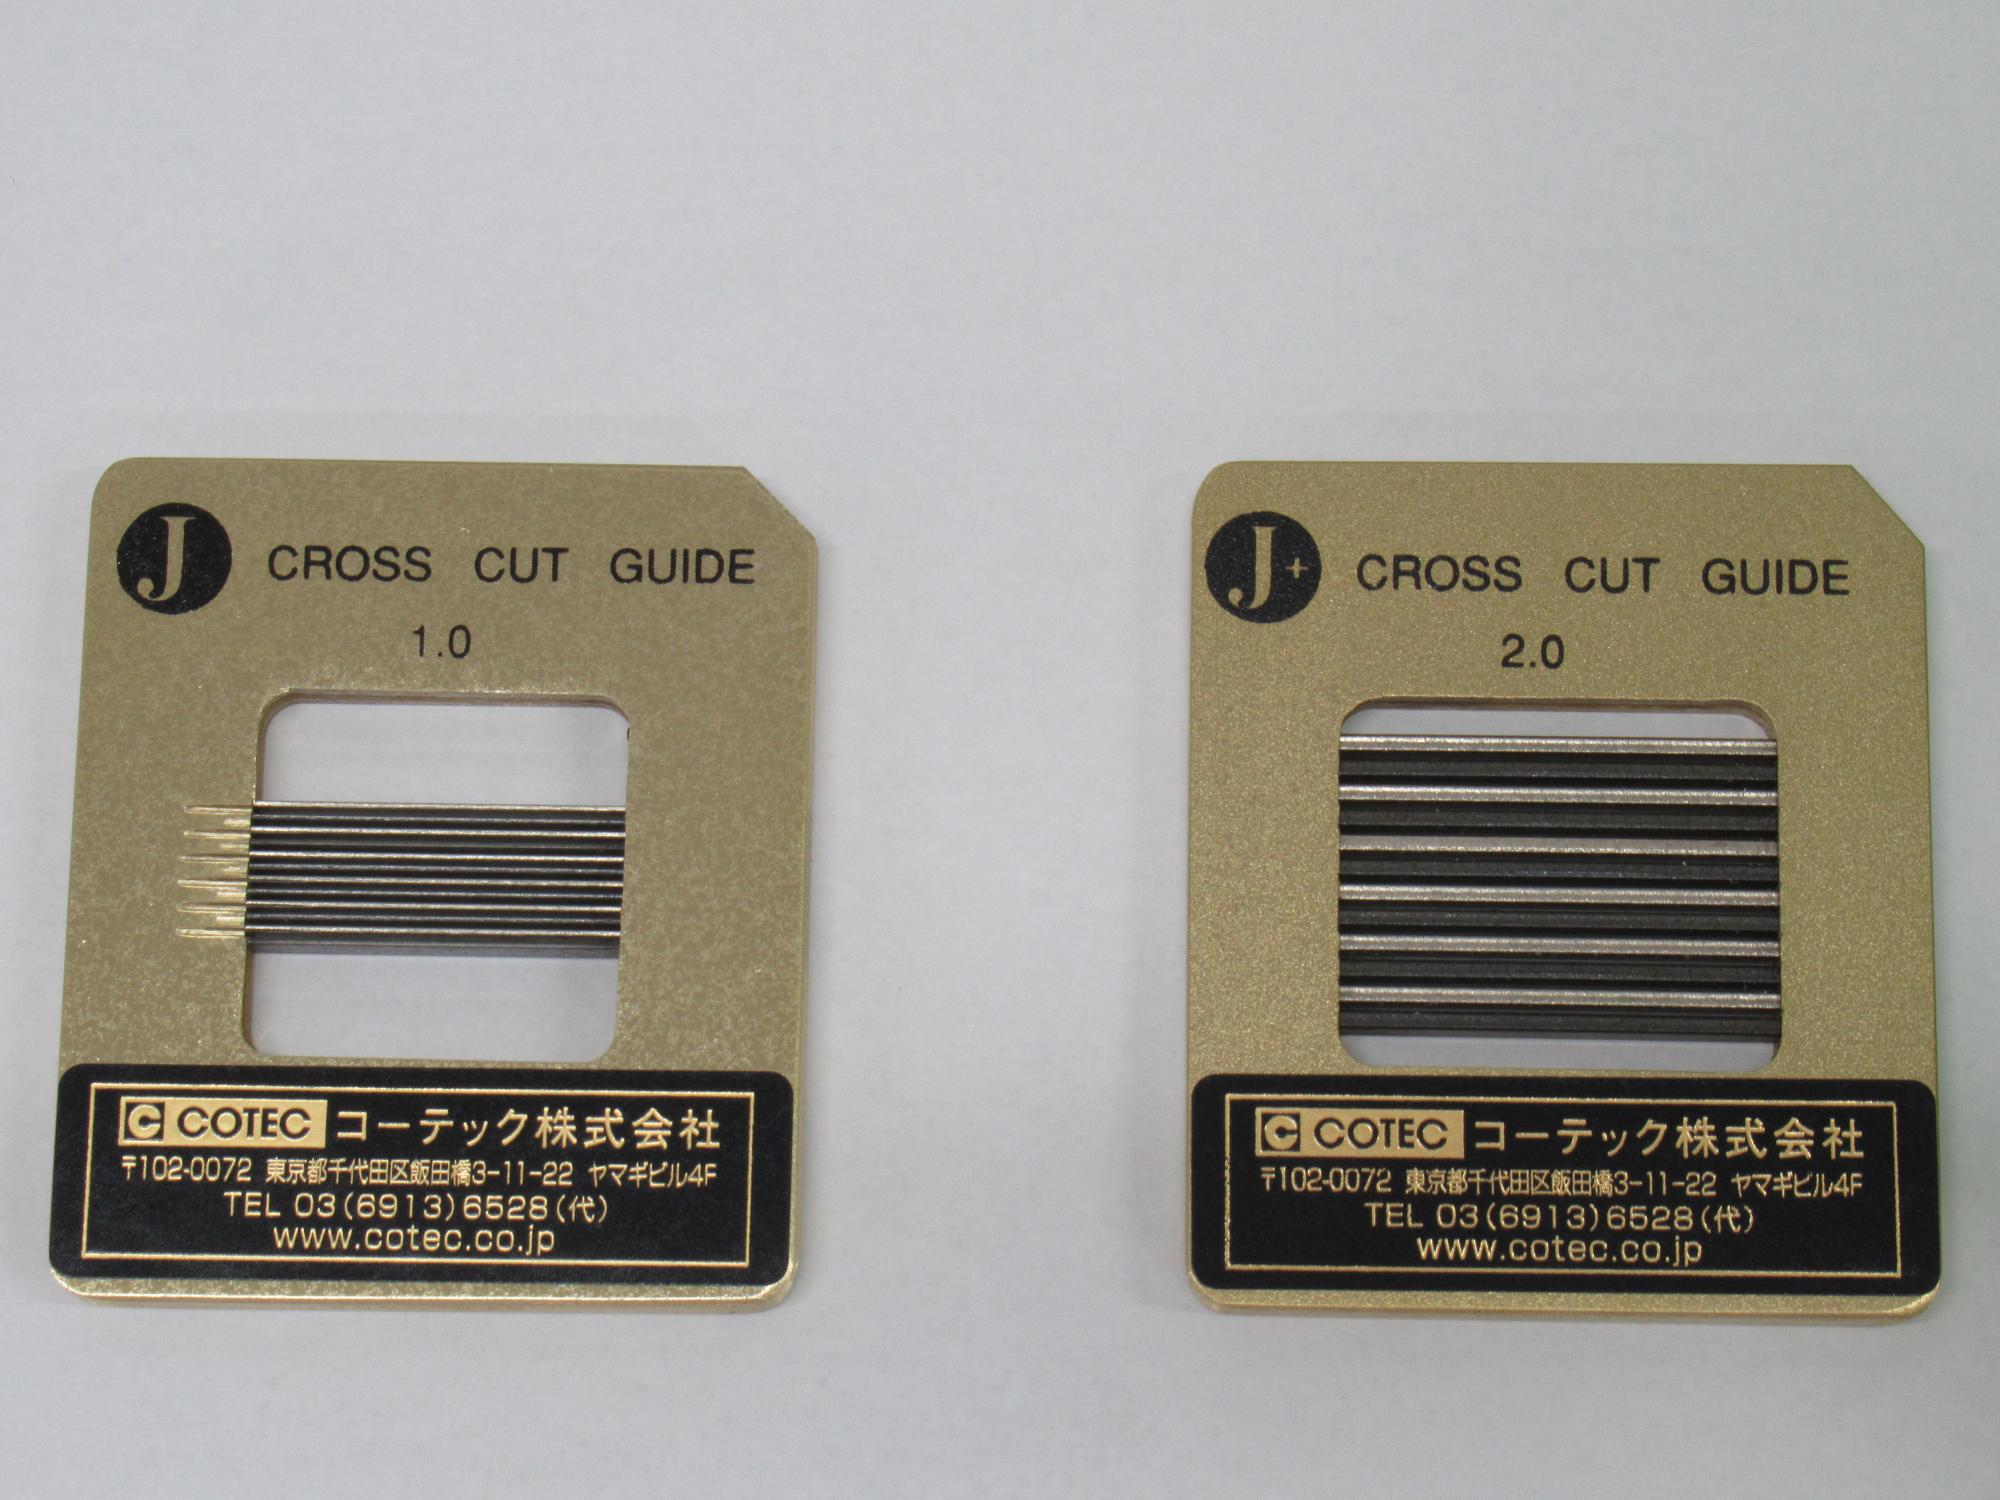 J CROSS CUT GUIDE
1.0
C COTEC コーテック株式会社
〒102-0072 東京都千代田区飯田橋3-11-22 ヤマギビル4F
TEL 03(6913)6528(代)
www.cotec.co.jp
J+ CROSS CUT GUIDE
2.0
C COTEC コーテック株式会社
〒102-0072 東京都千代田区飯田橋3-11-22 ヤマギビル4F
TEL 03(6913)6528(代)
www.cotec.co.jp